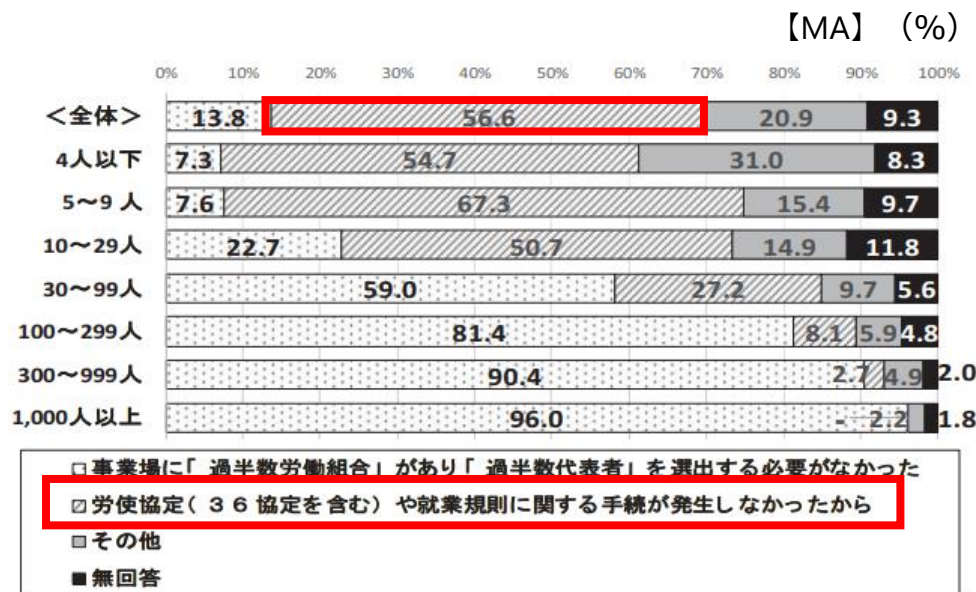 【MA】 (%)
0% 10% 20% 30% 40% 50% 60% 70% 80% 90% 100%
＜全体＞ 13.8 56.6 20.9 9.3
4人以下 7.3 54.7 31.0 8.3
5～9人 7.6 67.3 15.4 9.7
10～29人 22.7 50.7 14.9 11.8
30～99人 59.0 27.2 9.7 5.6
100～299人 81.4 8.1 5.9 4.8
300～999人 90.4 2.7 4.9 2.0
1,000人以上 96.0 - 2.2 1.8
事業場に「過半数労働組合」があり「過半数代表者」を選出する必要がなかった
労使協定(３６協定を含む)や就業規則に関する手続が発生しなかったから
その他
無回答